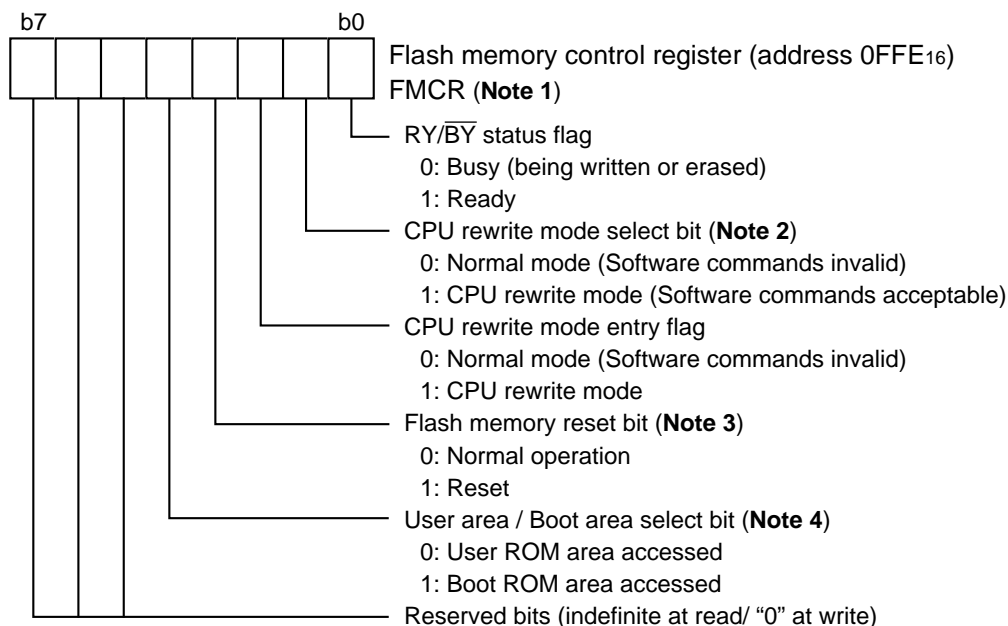 b7 b0
Flash memory control register (address 0FFE16)
FMCR (Note 1)
RY/B̅Y̅ status flag
0: Busy (being written or erased)
1: Ready
CPU rewrite mode select bit (Note 2)
0: Normal mode (Software commands invalid)
1: CPU rewrite mode (Software commands acceptable)
CPU rewrite mode entry flag
0: Normal mode (Software commands invalid)
1: CPU rewrite mode
Flash memory reset bit (Note 3)
0: Normal operation
1: Reset
User area / Boot area select bit (Note 4)
0: User ROM area accessed
1: Boot ROM area accessed
Reserved bits (indefinite at read/ “0” at write)